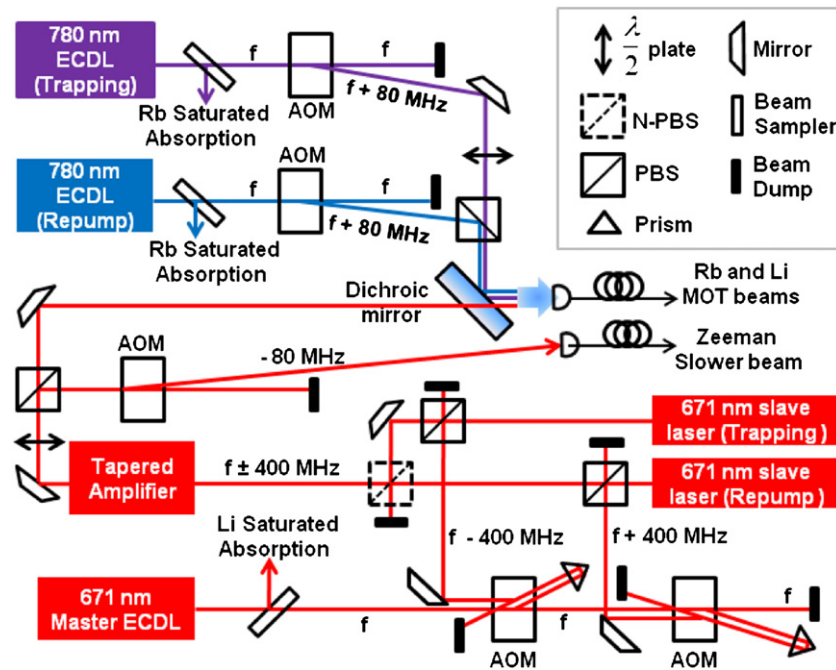 780 nm
ECDL
(Trapping)
f
f
AOM
f + 80 MHz
Rb Saturated
Absorption
780 nm
ECDL
(Repump)
f
AOM
f
f + 80 MHz
Rb Saturated
Absorption
λ
2
plate
Mirror
N-PBS
Beam
Sampler
PBS
Beam
Dump
Prism
Dichroic
mirror
Rb and Li
MOT beams
Zeeman
Slower beam
AOM
- 80 MHz
671 nm slave
laser (Trapping)
Tapered
Amplifier
f ± 400 MHz
671 nm slave
laser (Repump)
Li Saturated
Absorption
f - 400 MHz
f + 400 MHz
671 nm
Master ECDL
f
AOM
f
AOM
f